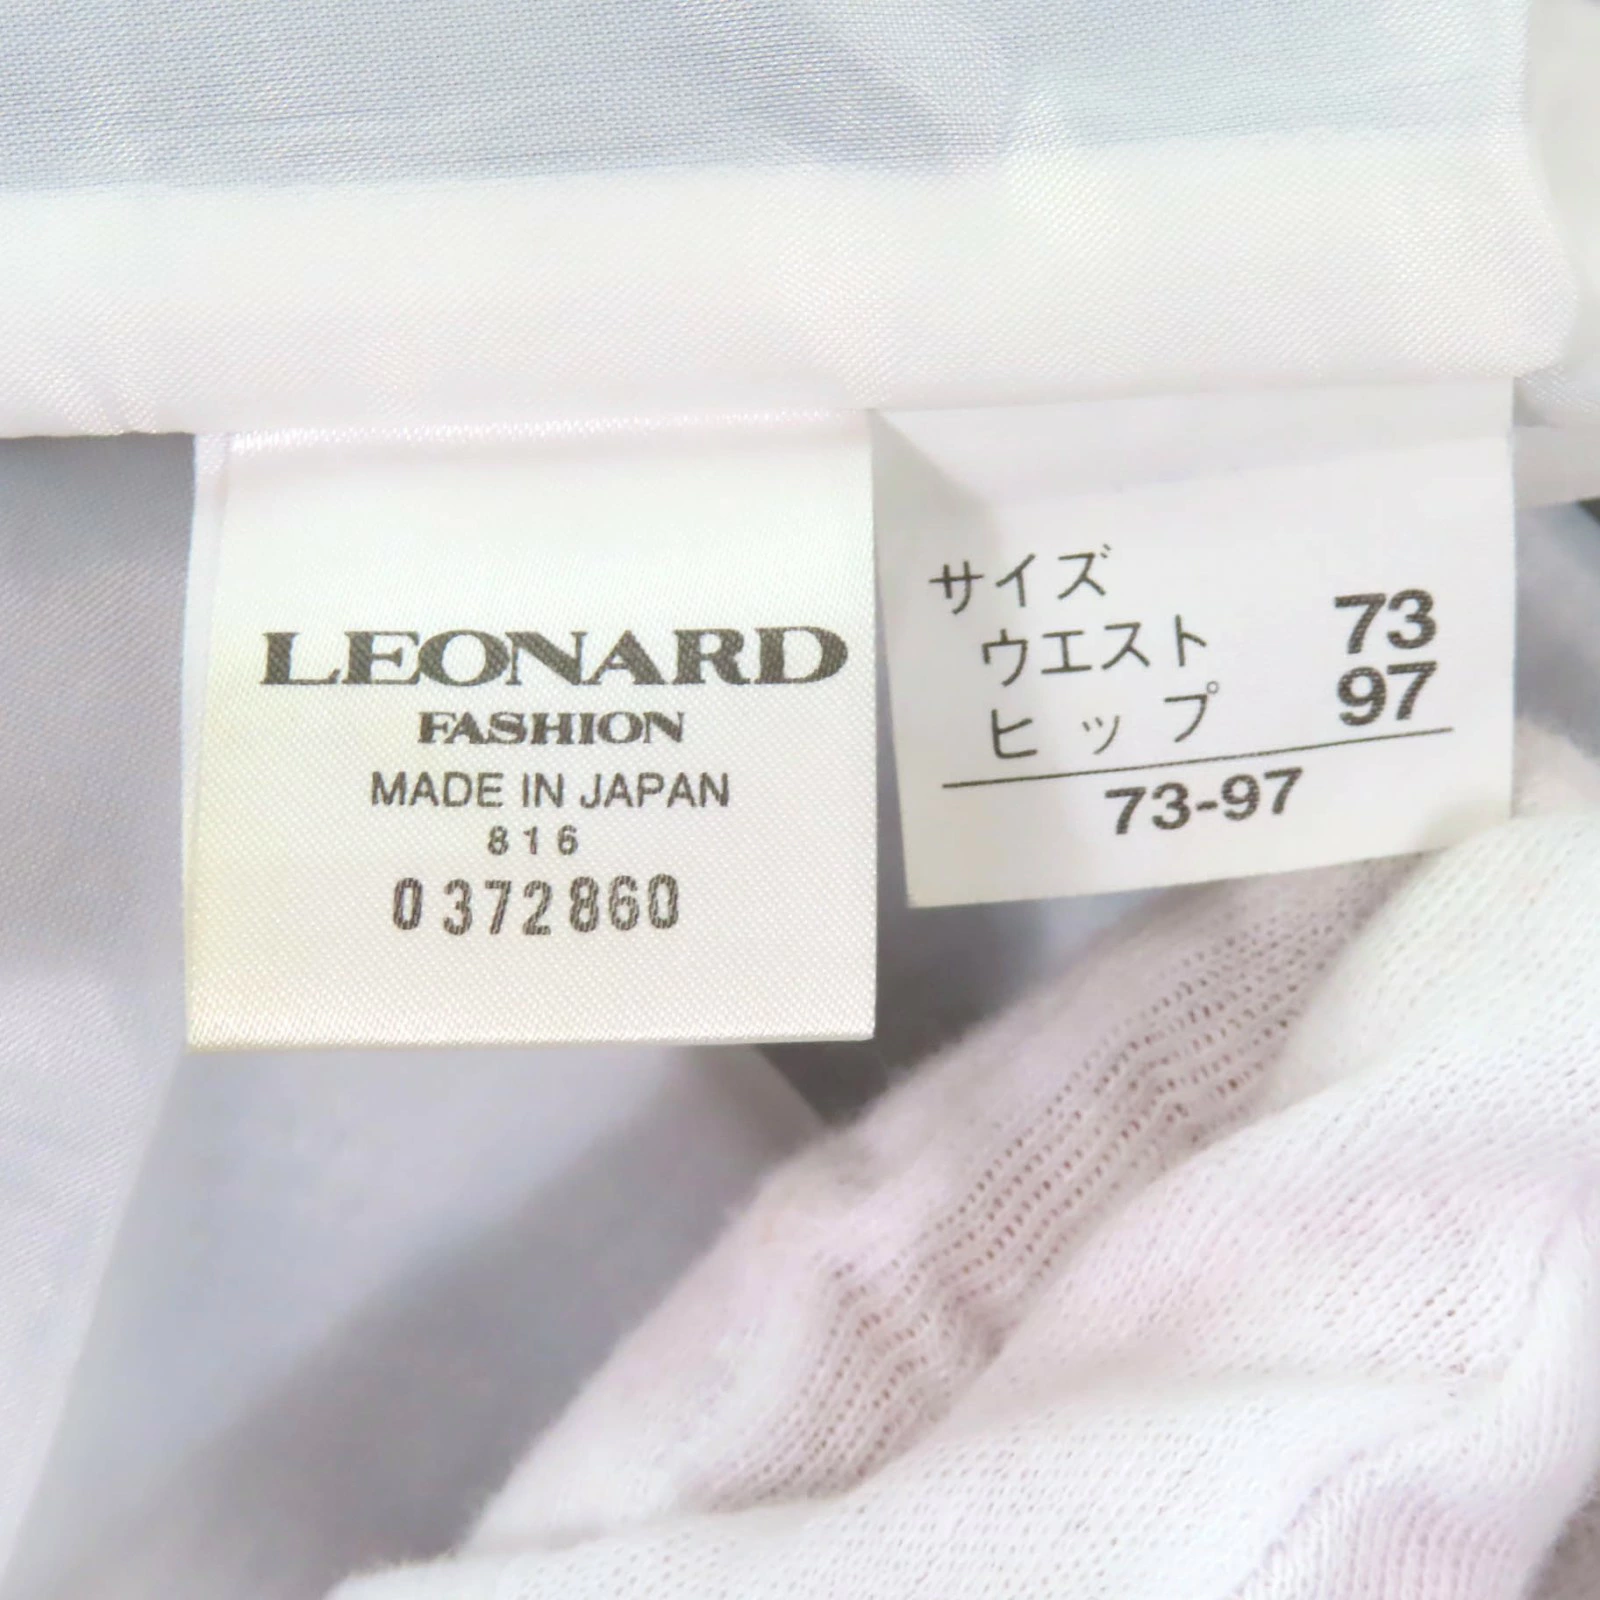 LEONARD
FASHION
MADE IN JAPAN
816
0372860
サイズ
ウエスト 73
ヒップ 97
73-97